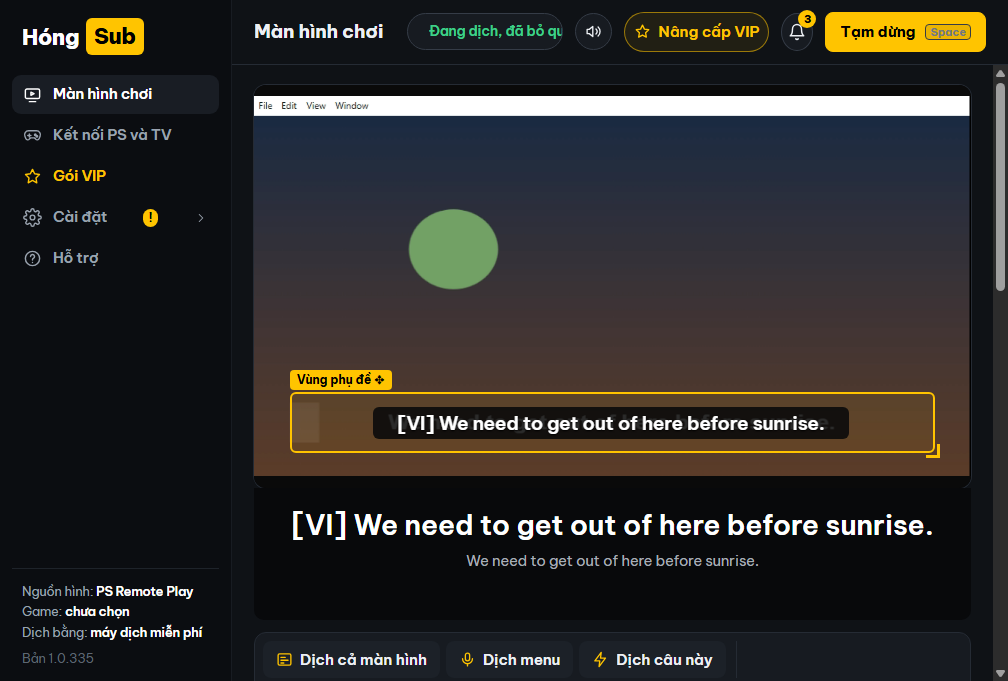 Hóng Sub
Màn hình chơi
Kết nối PS và TV
Gói VIP
Cài đặt !
Hỗ trợ
Nguồn hình: PS Remote Play
Game: chưa chọn
Dịch bằng: máy dịch miễn phí
Bản 1.0.335
Màn hình chơi
Đang dịch, đã bỏ
Nâng cấp VIP
3
Tạm dừng Space
File Edit View Window
Vùng phụ đề
[VI] We need to get out of here before sunrise.
[VI] We need to get out of here before sunrise.
We need to get out of here before sunrise.
Dịch cả màn hình
Dịch menu
Dịch câu này